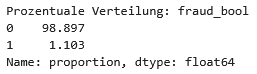 Prozentuale Verteilung: fraud_bool
0    98.897
1     1.103
Name: proportion, dtype: float64